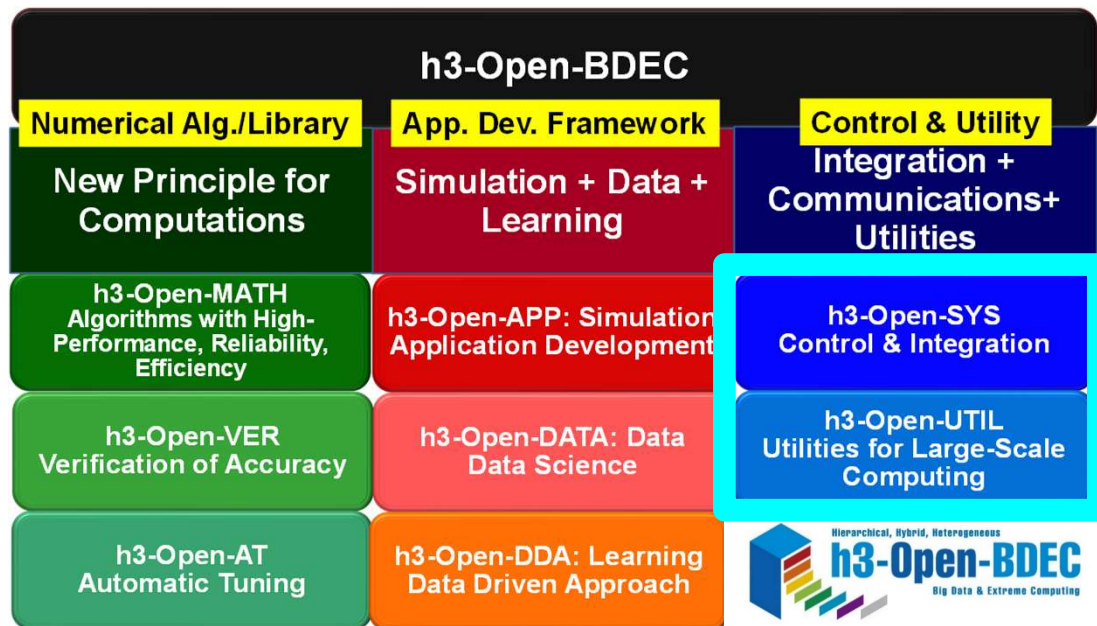 h3-Open-BDEC
Numerical Alg./Library
New Principle for
Computations
h3-Open-MATH
Algorithms with High-
Performance, Reliability,
Efficiency
h3-Open-VER
Verification of Accuracy
h3-Open-AT
Automatic Tuning
App. Dev. Framework
Simulation + Data +
Learning
h3-Open-APP: Simulation
Application Development
h3-Open-DATA: Data
Data Science
h3-Open-DDA: Learning
Data Driven Approach
Control & Utility
Integration +
Communications+
Utilities
h3-Open-SYS
Control & Integration
h3-Open-UTIL
Utilities for Large-Scale
Computing
Hierarchical, Hybrid, Heterogeneous
h3-Open-BDEC
Big Data & Extreme Computing